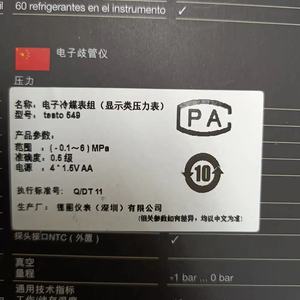 60 refrigerantes en el instrumento ✓
电子歧管仪
压力
名称：电子冷媒表组（显示类压力表）
型号：testo 549
产品参数：
范围：（-0.1~6）MPa
准确度：0.5 级
电源：4 * 1.5V AA
执行标准号：Q/DT 11
仪器仪表（深圳）有限公司
(相关参数如有差异，均以中文为准)
PA
10
探头接口NTC（外置）
真空
量程
-1 bar ... 0 bar
通用技术指标